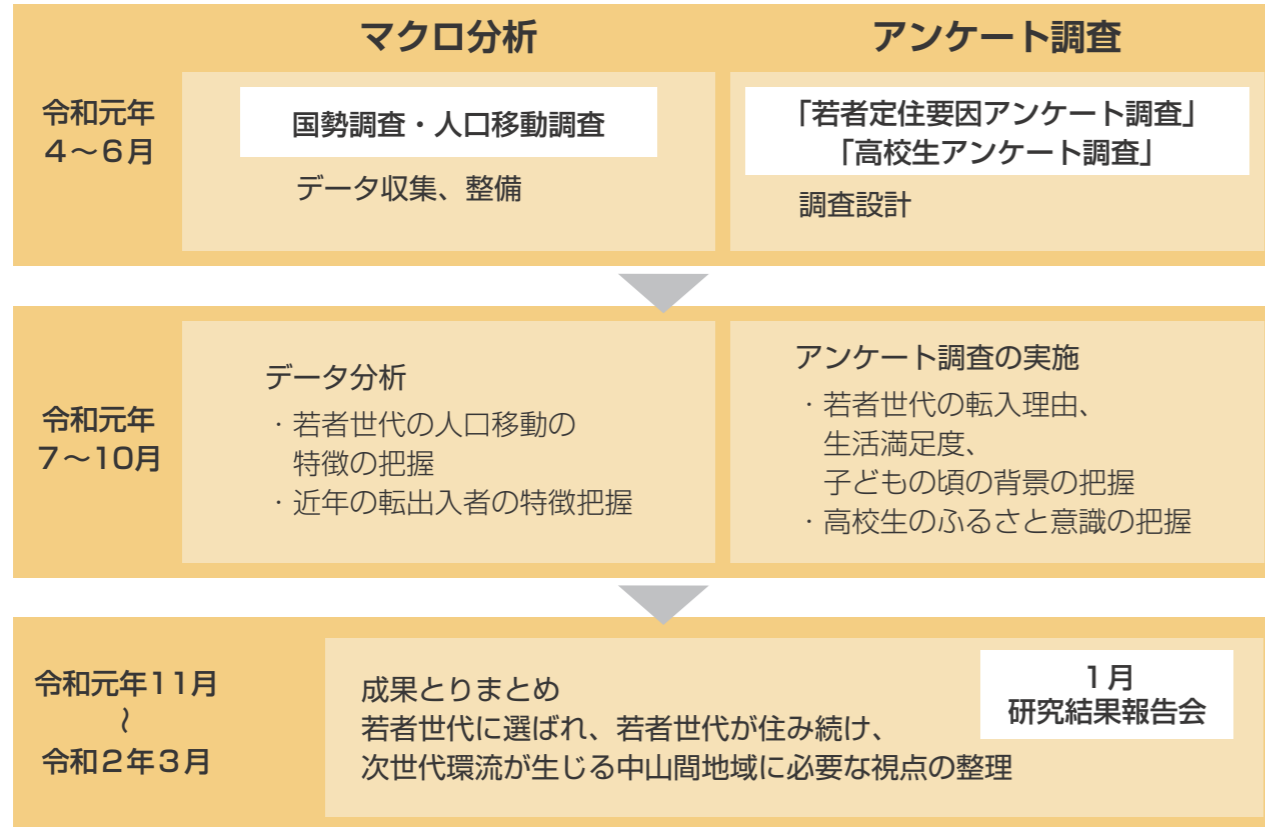 マクロ分析
アンケート調査
令和元年
4～6月
国勢調査・人口移動調査
データ収集、整備
「若者定住要因アンケート調査」
「高校生アンケート調査」
調査設計
令和元年
7～10月
データ分析
・若者世代の人口移動の
特徴の把握
・近年の転出入者の特徴把握
アンケート調査の実施
・若者世代の転入理由、
生活満足度、
子どもの頃の背景の把握
・高校生のふるさと意識の把握
令和元年11月
～
令和2年3月
成果とりまとめ
若者世代に選ばれ、若者世代が住み続け、
次世代環流が生じる中山間地域に必要な視点の整理
1月
研究結果報告会